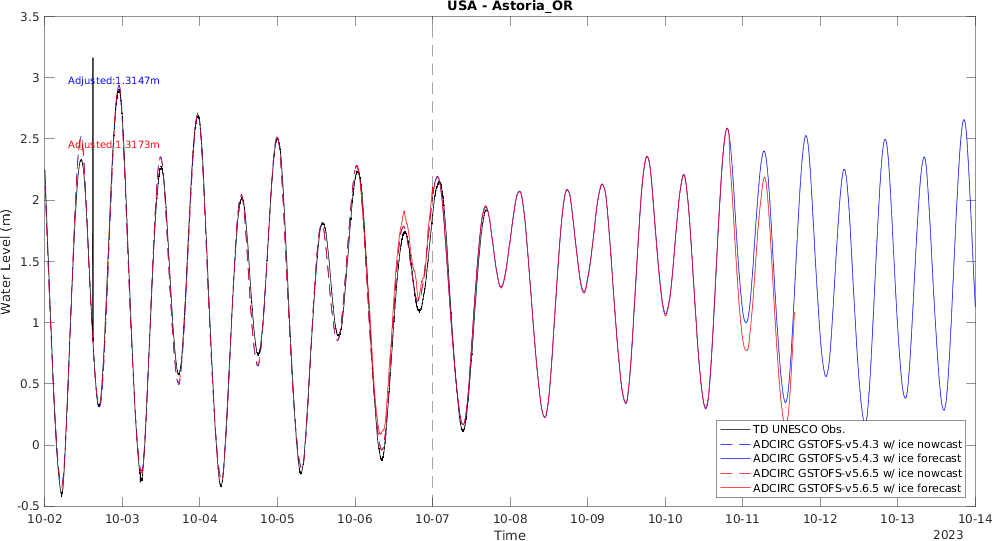 USA - Astoria_OR
3.5
3
2.5
2
1.5
1
0.5
0
-0.5
Water Level (m)
Adjusted:1.3147m
Adjusted:1.3173m
TD UNESCO Obs.
ADCIRC GSTOFS-v5.4.3 w/ ice nowcast
ADCIRC GSTOFS-v5.4.3 w/ ice forecast
ADCIRC GSTOFS-v5.6.5 w/ ice nowcast
ADCIRC GSTOFS-v5.6.5 w/ ice forecast
10-02 10-03 10-04 10-05 10-06 10-07 10-08 10-09 10-10 10-11 10-12 10-13 10-14
Time
2023